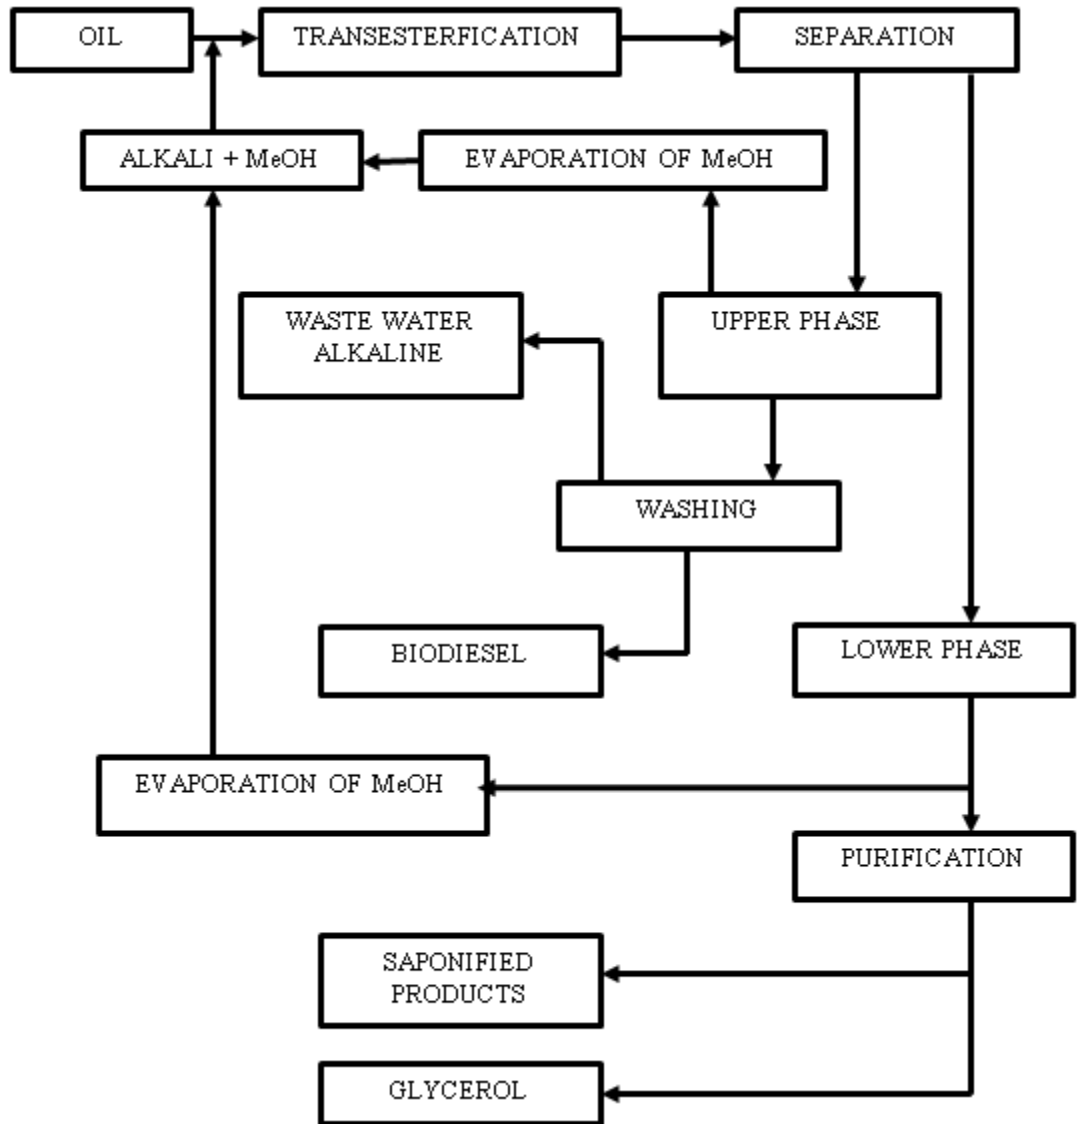 OIL
TRANSESTERFICATION
SEPARATION
ALKALI + MeOH
EVAPORATION OF MeOH
WASTE WATER
ALKALINE
UPPER PHASE
WASHING
BIODIESEL
LOWER PHASE
EVAPORATION OF MeOH
PURIFICATION
SAPONIFIED
PRODUCTS
GLYCEROL